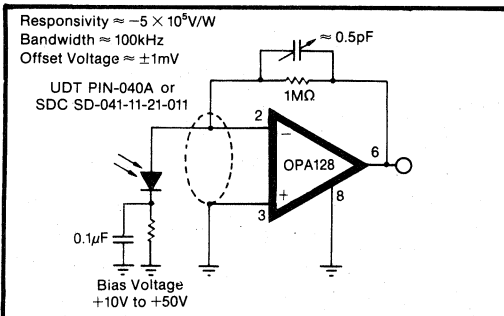 Responsivity ≈ −5 × 10⁵V/W
Bandwidth ≈ 100kHz
Offset Voltage ≈ ±1mV
≈ 0.5pF
UDT PIN-040A or
SDC SD-041-11-21-011
1MΩ
2
−
OPA128
6
+
3
8
0.1μF
Bias Voltage
+10V to +50V